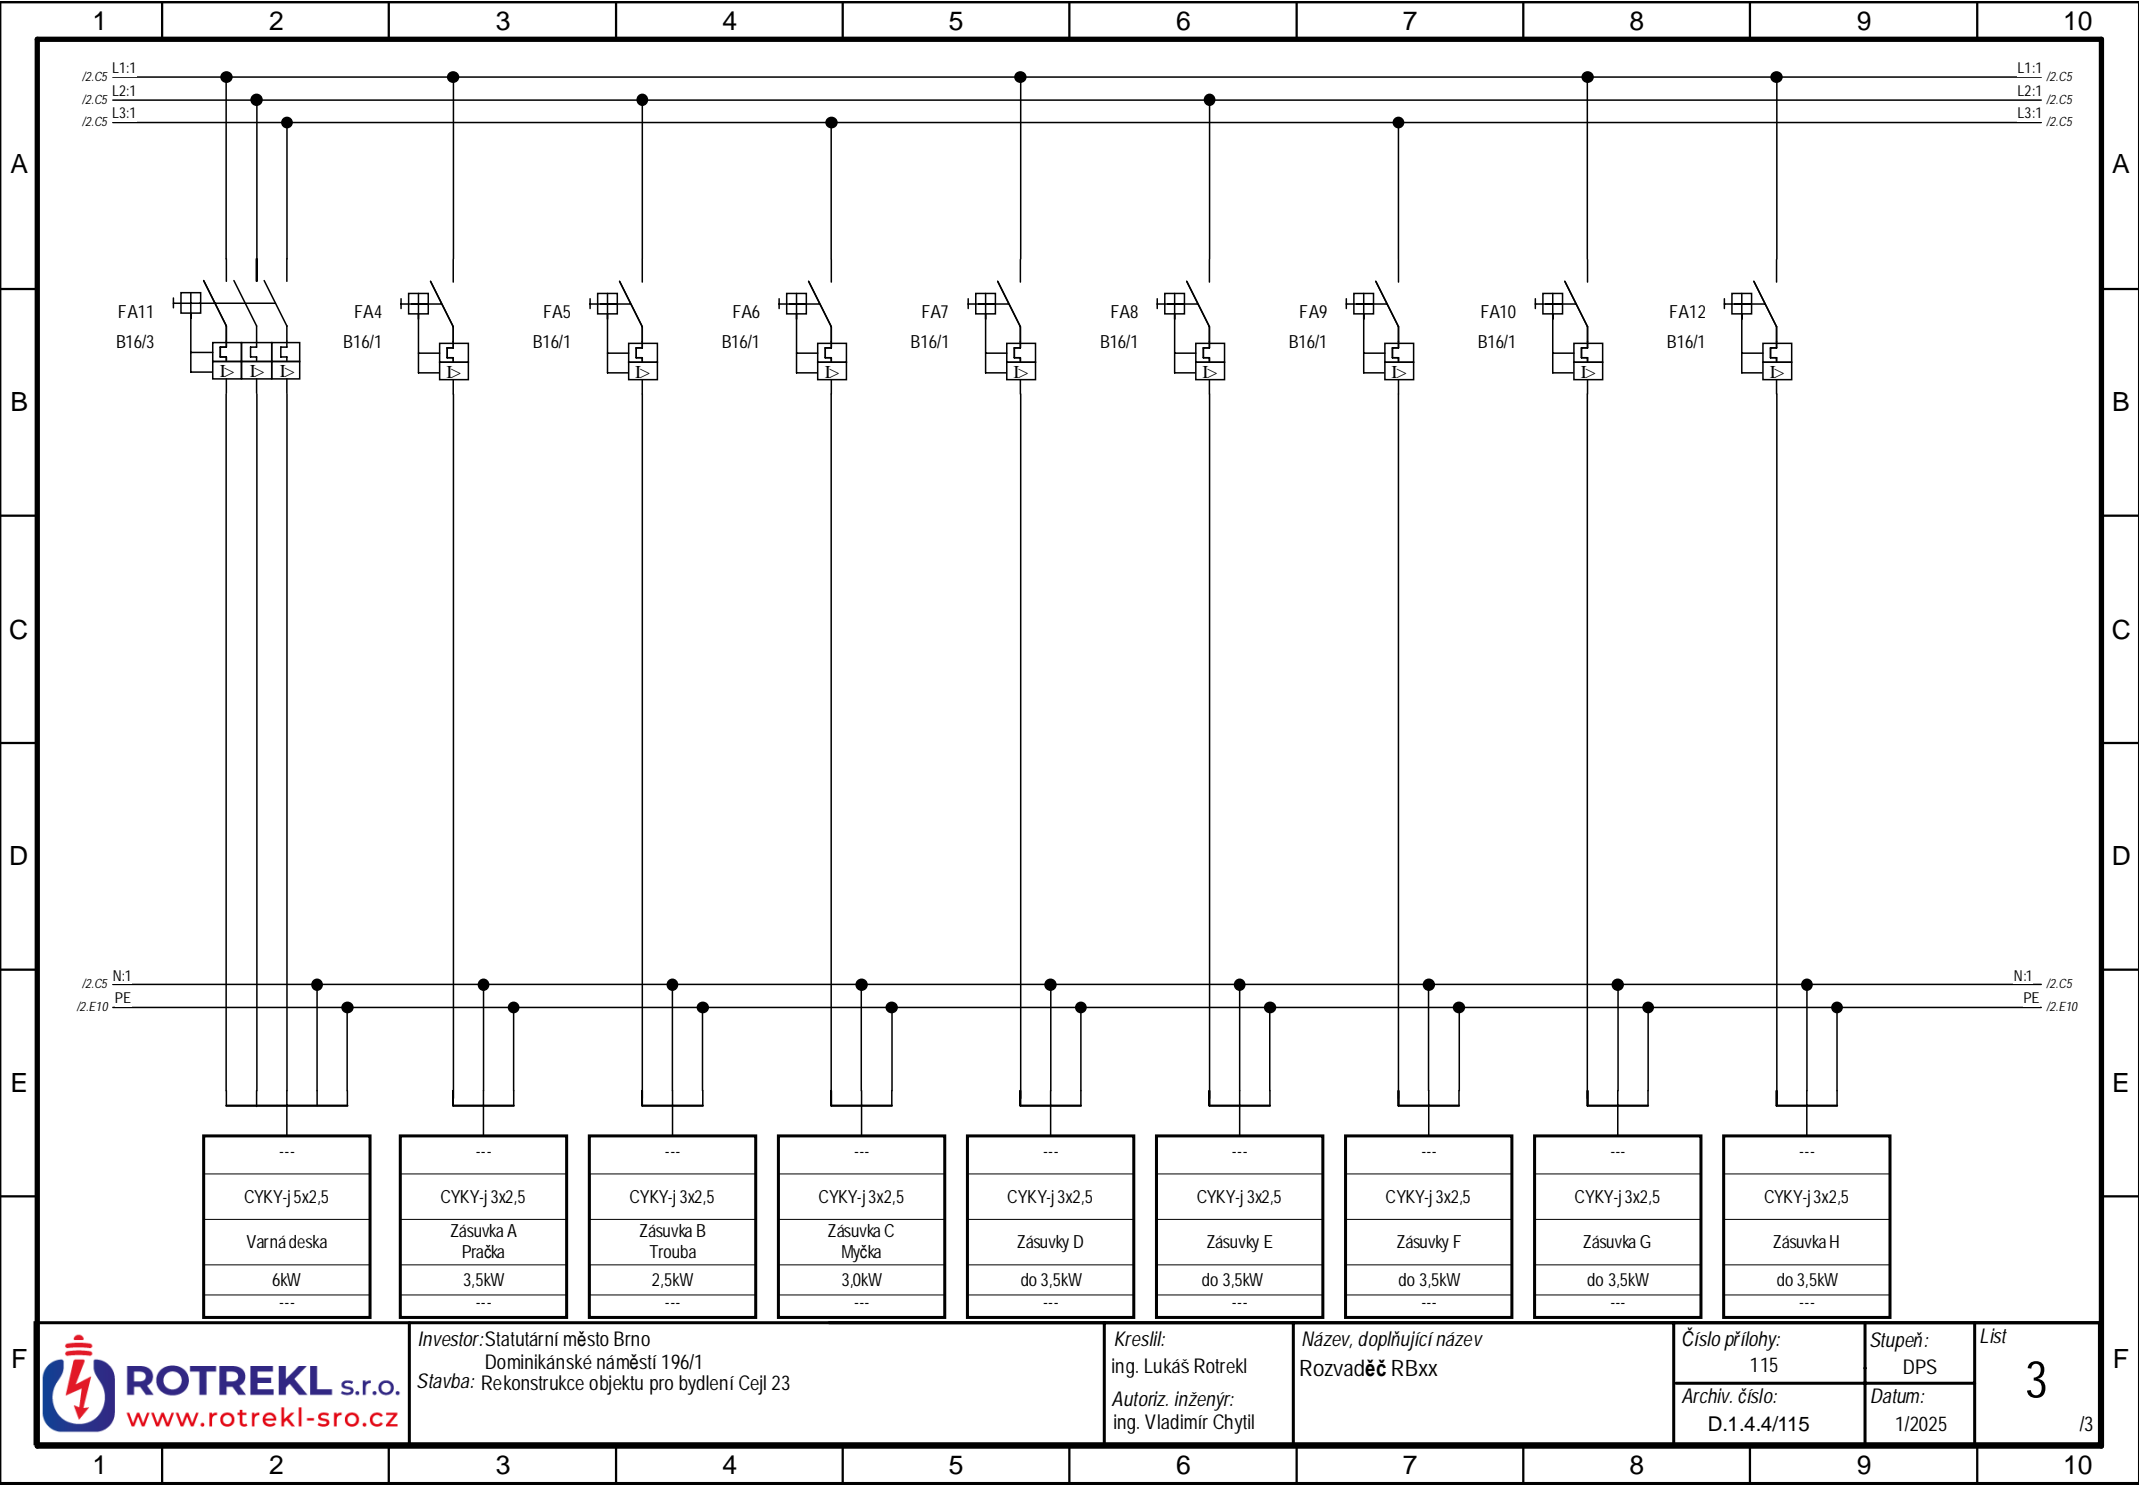 1 2 3 4 5 6 7 8 9 10
/2.C5 L1:1 L1:1 /2.C5
/2.C5 L2:1 L2:1 /2.C5
/2.C5 L3:1 L3:1 /2.C5
A A
FA11 FA4 FA5 FA6 FA7 FA8 FA9 FA10 FA12
B16/3 B16/1 B16/1 B16/1 B16/1 B16/1 B16/1 B16/1 B16/1
I> I> I> I> I> I> I> I> I> I> I>
B B
C C
D D
/2.C5 N:1 N:1 /2.C5
/2.E10 PE PE /2.E10
E E
--- --- --- --- --- --- --- --- ---
CYKY-j 5x2,5 CYKY-j 3x2,5 CYKY-j 3x2,5 CYKY-j 3x2,5 CYKY-j 3x2,5 CYKY-j 3x2,5 CYKY-j 3x2,5 CYKY-j 3x2,5 CYKY-j 3x2,5
Varná deska
Zásuvka A
Pračka
Zásuvka B
Trouba
Zásuvka C
Myčka
Zásuvky D
Zásuvky E
Zásuvky F
Zásuvka G
Zásuvka H
6kW 3,5kW 2,5kW 3,0kW do 3,5kW do 3,5kW do 3,5kW do 3,5kW do 3,5kW
--- --- --- --- --- --- --- --- ---
F F
ROTREKL s.r.o.
www.rotrekl-sro.cz
Investor: Statutární město Brno
Dominikánské náměstí 196/1
Stavba: Rekonstrukce objektu pro bydlení Cejl 23
Kreslil:
ing. Lukáš Rotrekl
Autoriz. inženýr:
ing. Vladimír Chytil
Název, doplňující název
Rozvaděč RBxx
Číslo přílohy:
115
Archiv. číslo:
D.1.4.4/115
Stupeň:
DPS
Datum:
1/2025
List
3
/3
1 2 3 4 5 6 7 8 9 10